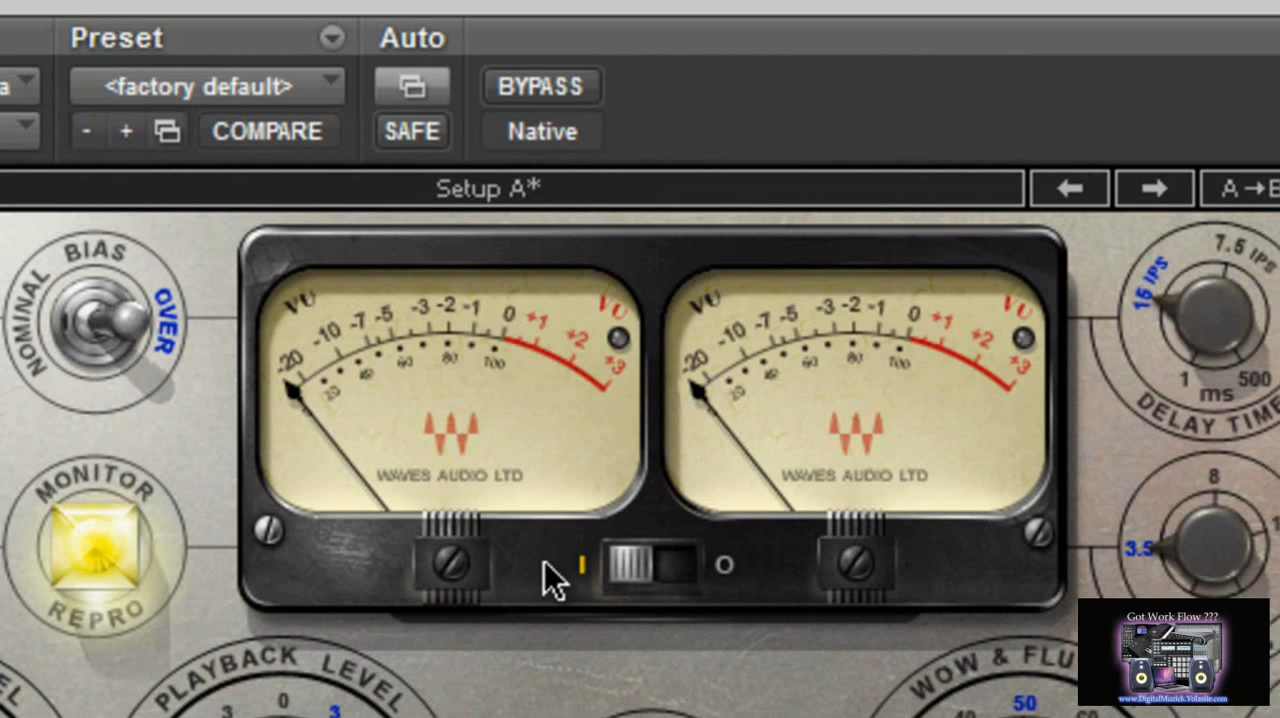 Preset
Auto
a
<factory default>
BYPASS
- +
COMPARE
SAFE
Native
Setup A*
A
BIAS
NOMINAL
OVER
VU
-20 -10 -7 -5 -3 -2 -1 0 +1 +2 +3
VU
20 40 60 80 100
WAVES AUDIO LTD
VU
-20 -10 -7 -5 -3 -2 -1 0 +1 +2 +3
VU
20 40 60 80 100
WAVES AUDIO LTD
7.5 IPS
15 IPS
1 ms 500
DELAY TIME
MONITOR
REPRO
I O
8
3.5
PLAYBACK LEVEL
3 0 3
WOW & FLU
50
Got Work Flow ???
www.DigitalMuzick.Yolasite.com